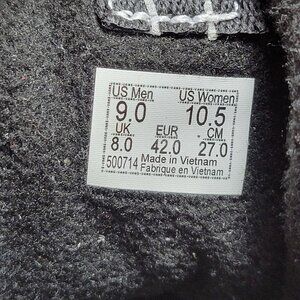 US Men US Women
9.0 10.5
UK EUR CM
8.0 42.0 27.0
500714 Made in Vietnam
Fabrique en Vietnam